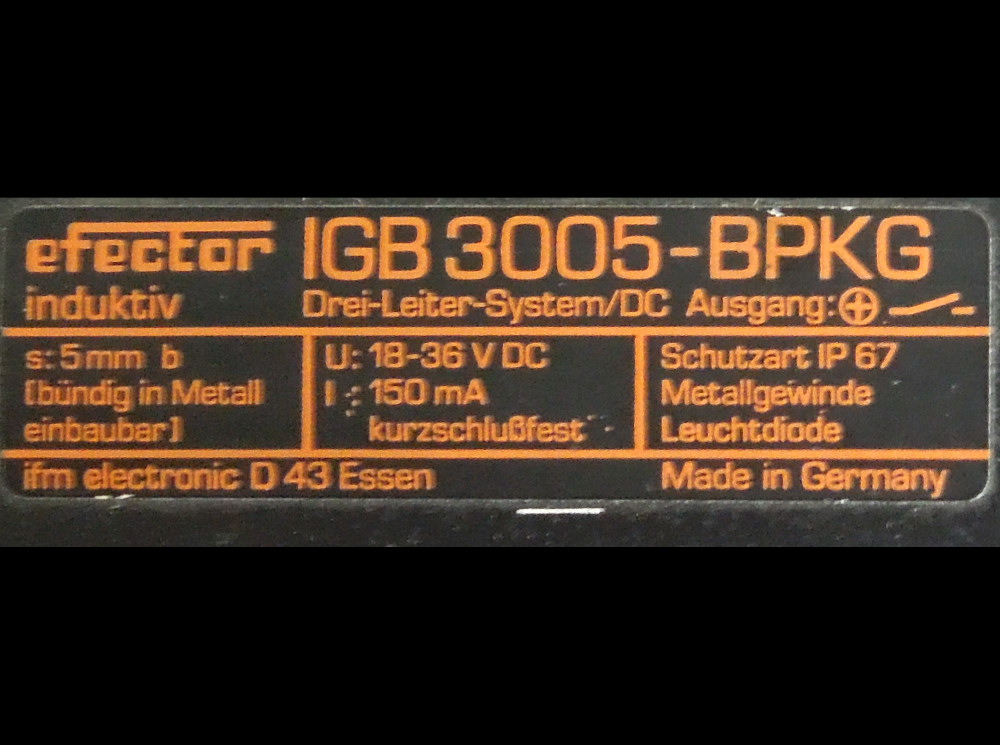 efector IGB 3005-BPKG
induktiv Drei-Leiter-System/DC Ausgang:
s: 5 mm b
(bündig in Metall
einbaubar)
U: 18-36 V DC
I : 150 mA
kurzschlußfest
Schutzart IP 67
Metallgewinde
Leuchtdiode
ifm electronic D 43 Essen Made in Germany